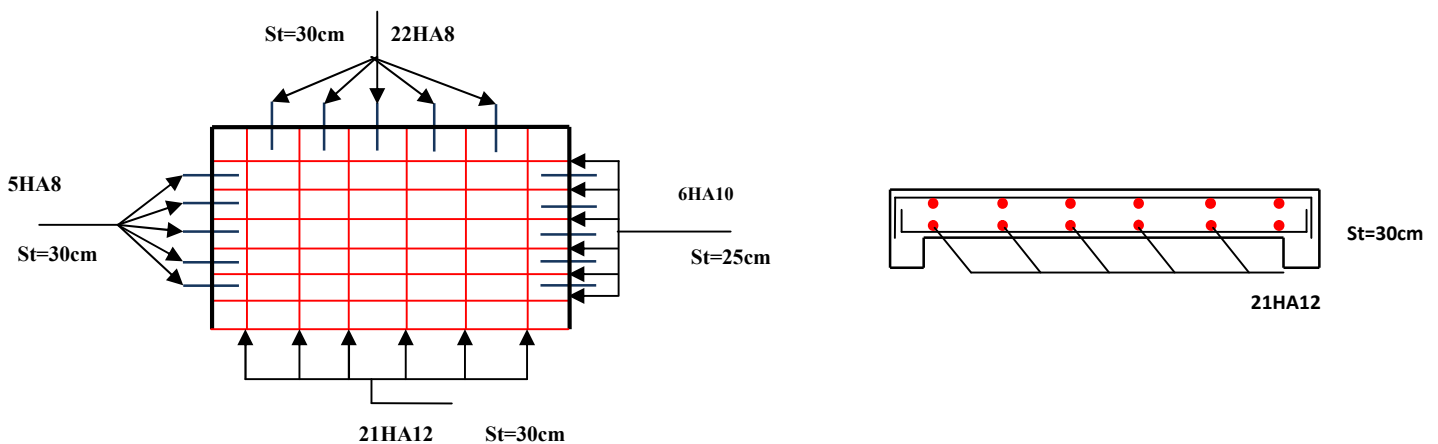 St=30cm 22HA8
5HA8
St=30cm
6HA10
St=25cm
21HA12 St=30cm
St=30cm
21HA12